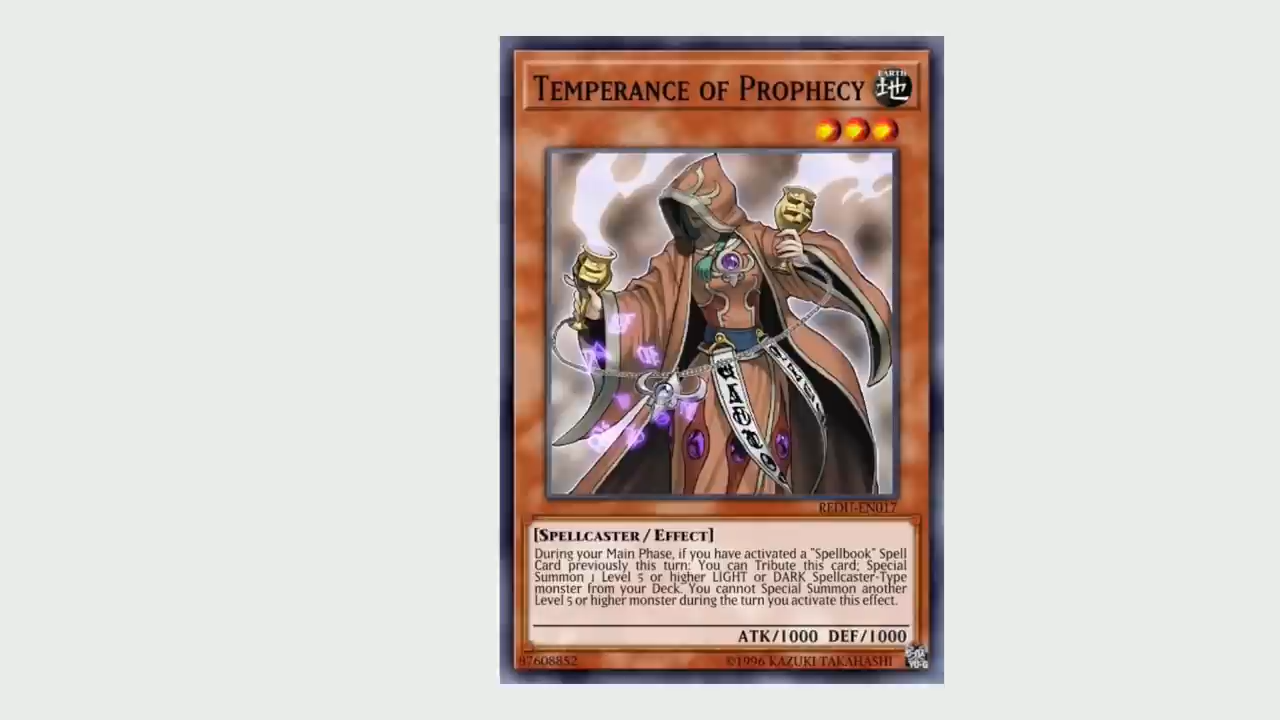 TEMPERANCE OF PROPHECY
EARTH
地
REDU-EN017
[SPELLCASTER / EFFECT]
During your Main Phase, if you have activated a "Spellbook" Spell
Card previously this turn: You can Tribute this card; Special
Summon 1 Level 5 or higher LIGHT or DARK Spellcaster-Type
monster from your Deck. You cannot Special Summon another
Level 5 or higher monster during the turn you activate this effect.
ATK/1000 DEF/1000
87608852
©1996 KAZUKI TAKAHASHI